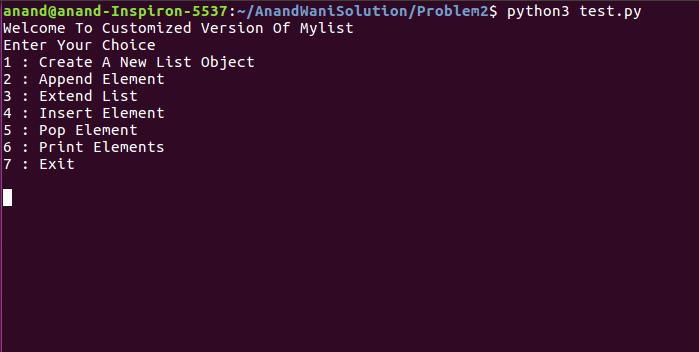 anand@anand-Inspiron-5537:~/AnandWaniSolution/Problem2$ python3 test.py
Welcome To Customized Version Of Mylist
Enter Your Choice
1 : Create A New List Object
2 : Append Element
3 : Extend List
4 : Insert Element
5 : Pop Element
6 : Print Elements
7 : Exit